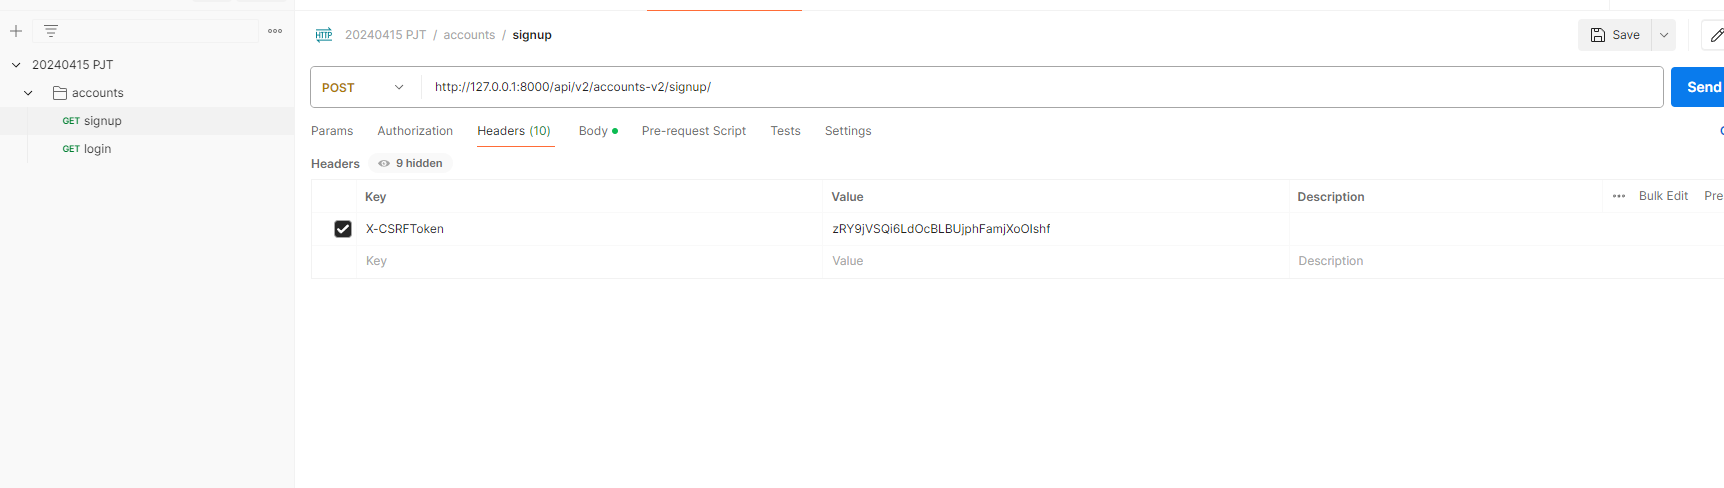 20240415 PJT
accounts
GET signup
GET login
HTTP 20240415 PJT / accounts / signup
Save
POST http://127.0.0.1:8000/api/v2/accounts-v2/signup/
Send
Params Authorization Headers (10) Body Pre-request Script Tests Settings
Headers 9 hidden
Key Value Description Bulk Edit Pre
X-CSRFToken zRY9jVSQi6LdOcBLBUjphFamjXoOIshf
Key Value Description